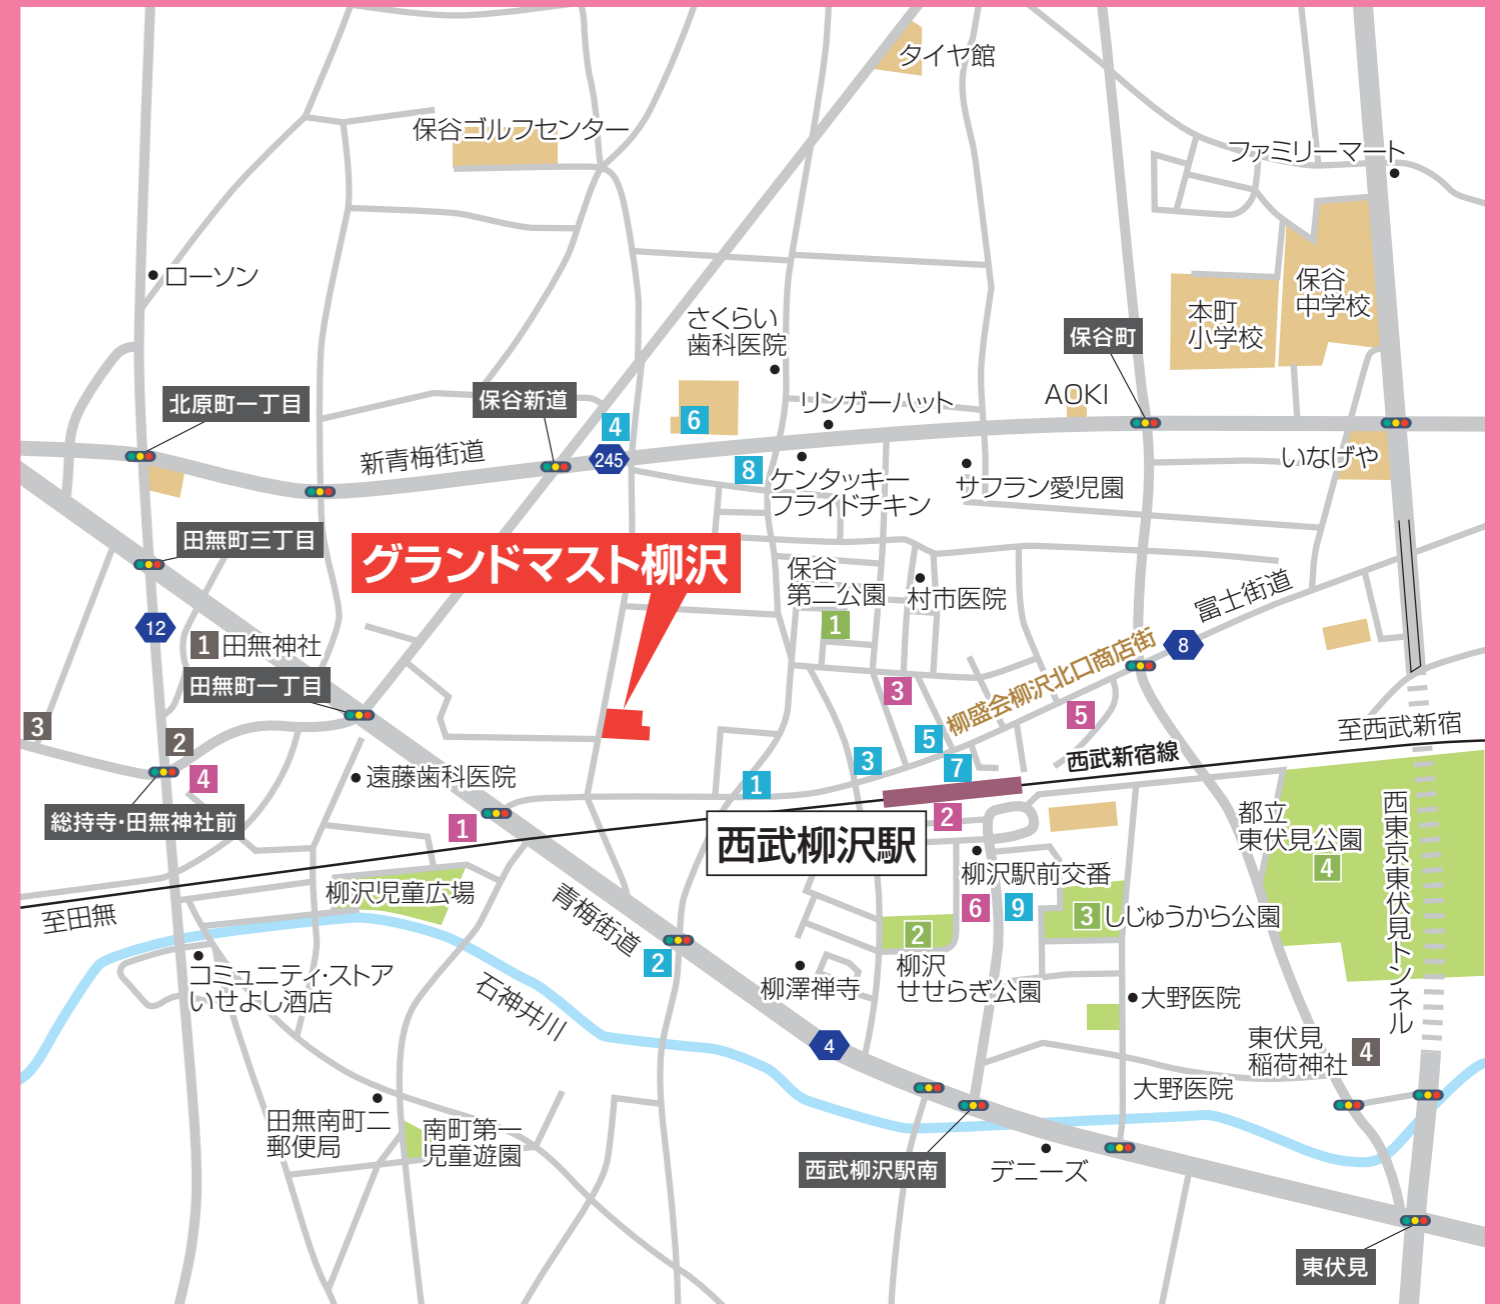 タイヤ館
保谷ゴルフセンター
ファミリーマート
ローソン
保谷
中学校
本町
小学校
さくらい
歯科医院
保谷町
北原町一丁目
保谷新道
リンガーハット
AOKI
4
6
新青梅街道
245
8
ケンタッキー
フライドチキン
サフラン愛児園
いなげや
田無町三丁目
グランドマスト柳沢
保谷
第二公園
1
村市医院
富士街道
12
1
田無神社
柳盛会柳沢北口商店街
8
田無町一丁目
3
5
3
2
4
5
3
7
1
西武新宿線
至西武新宿
遠藤歯科医院
総持寺・田無神社前
1
2
西武柳沢駅
都立
東伏見公園
4
西東京東伏見トンネル
柳沢駅前交番
柳沢児童広場
至田無
青梅街道
6
9
3
しじゅうから公園
2
2
柳沢
せせらぎ公園
柳澤禅寺
コミュニティ・ストア
いせよし酒店
石神井川
大野医院
4
東伏見
稲荷神社
4
大野医院
田無南町二
郵便局
南町第一
児童遊園
西武柳沢駅南
デニーズ
東伏見